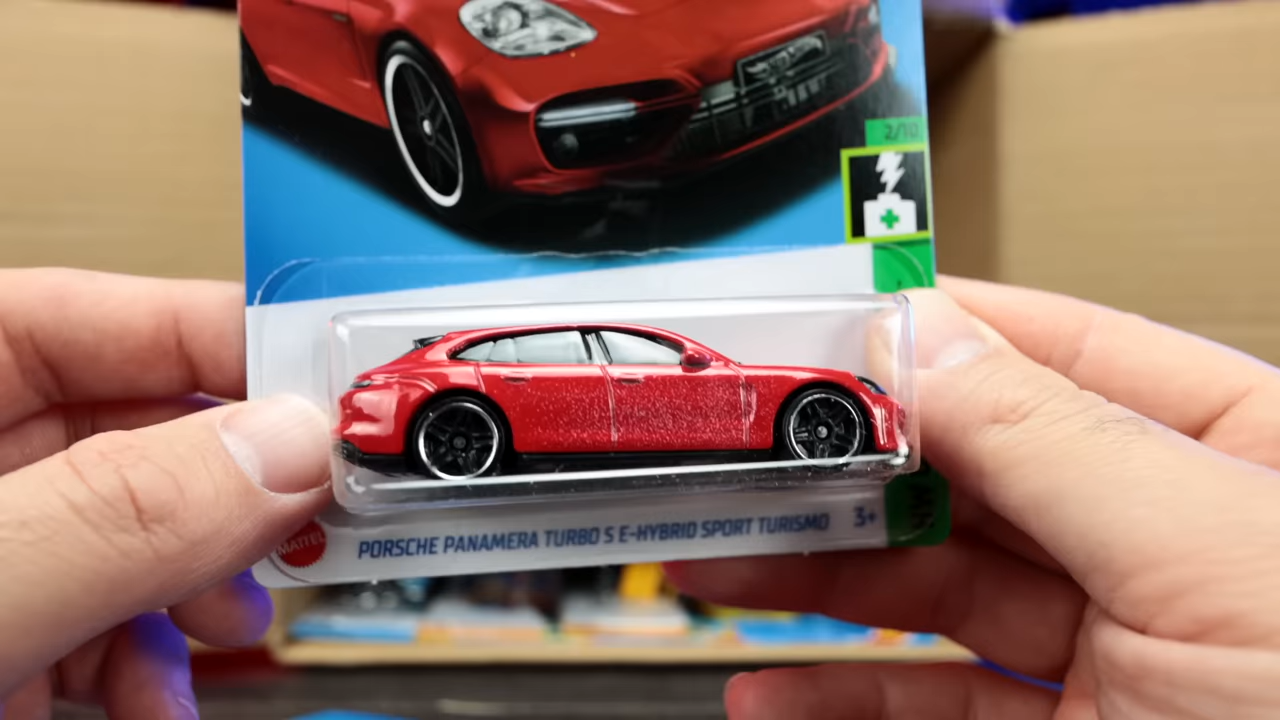 2/10
PORSCHE PANAMERA TURBO S E-HYBRID SPORT TURISMO
3+
MATTEL